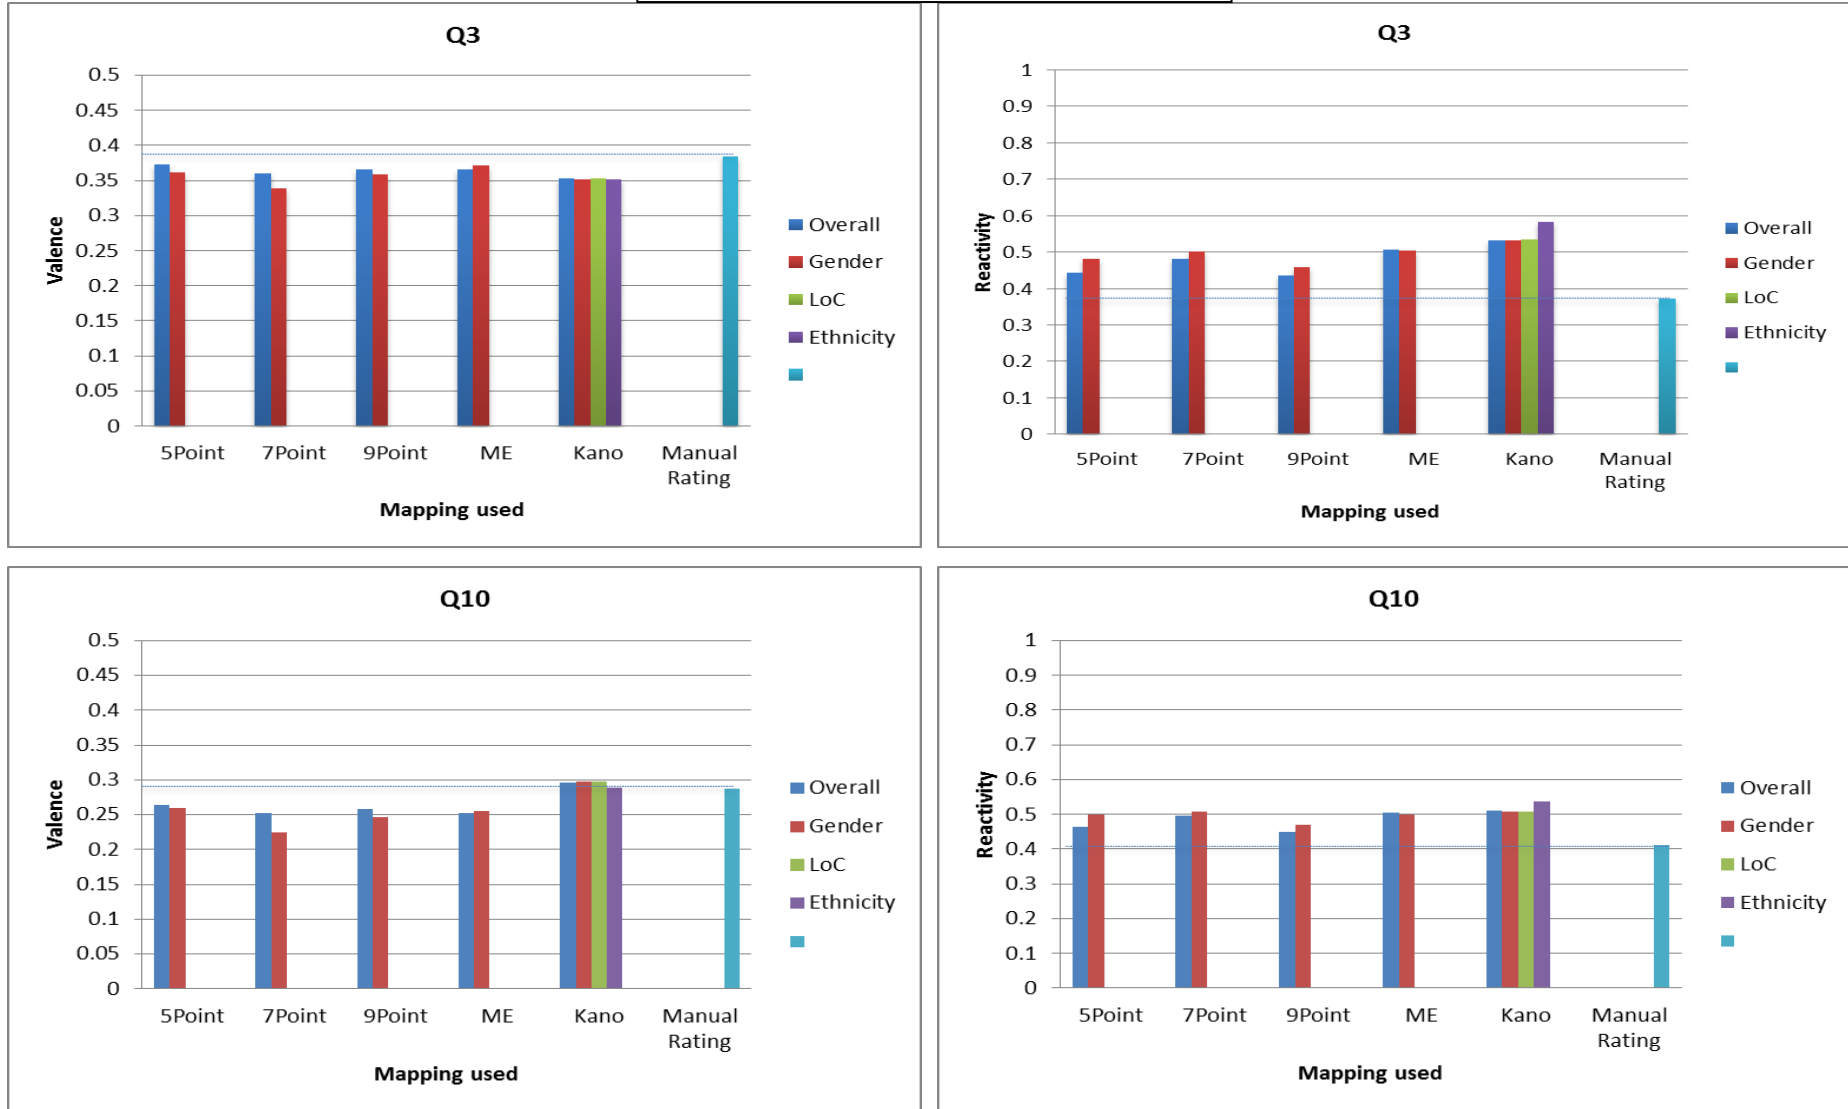 Q3
0.5
0.45
0.4
0.35
0.3
0.25
0.2
0.15
0.1
0.05
0
Valence
5Point 7Point 9Point ME Kano Manual
Rating
Mapping used
Overall
Gender
LoC
Ethnicity
Q3
1
0.9
0.8
0.7
0.6
0.5
0.4
0.3
0.2
0.1
0
Reactivity
5Point 7Point 9Point ME Kano Manual
Rating
Mapping used
Overall
Gender
LoC
Ethnicity
Q10
0.5
0.45
0.4
0.35
0.3
0.25
0.2
0.15
0.1
0.05
0
Valence
5Point 7Point 9Point ME Kano Manual
Rating
Mapping used
Overall
Gender
LoC
Ethnicity
Q10
1
0.9
0.8
0.7
0.6
0.5
0.4
0.3
0.2
0.1
0
Reactivity
5Point 7Point 9Point ME Kano Manual
Rating
Mapping used
Overall
Gender
LoC
Ethnicity